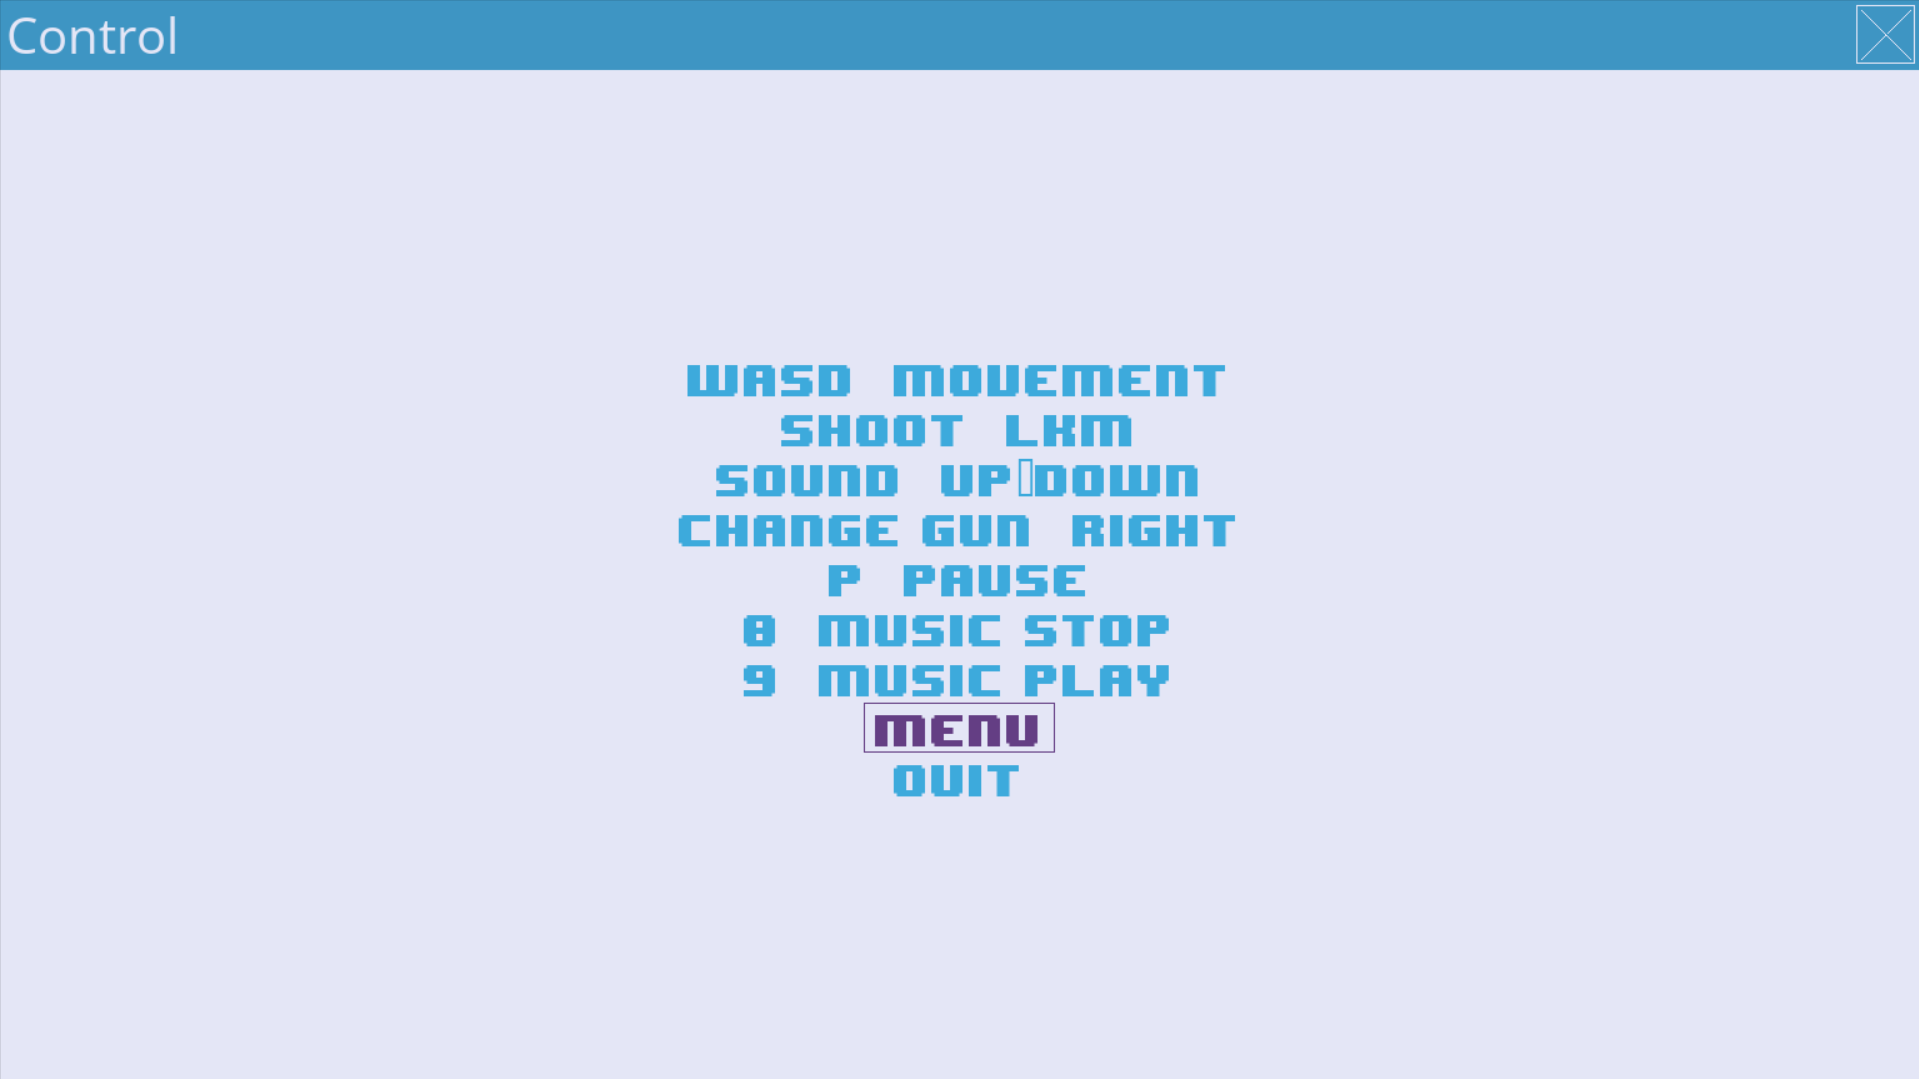 Control
WASD MOVEMENT
SHOOT LKM
SOUND UP▯DOWN
CHANGE GUN RIGHT
P PAUSE
8 MUSIC STOP
9 MUSIC PLAY
MENU
QUIT